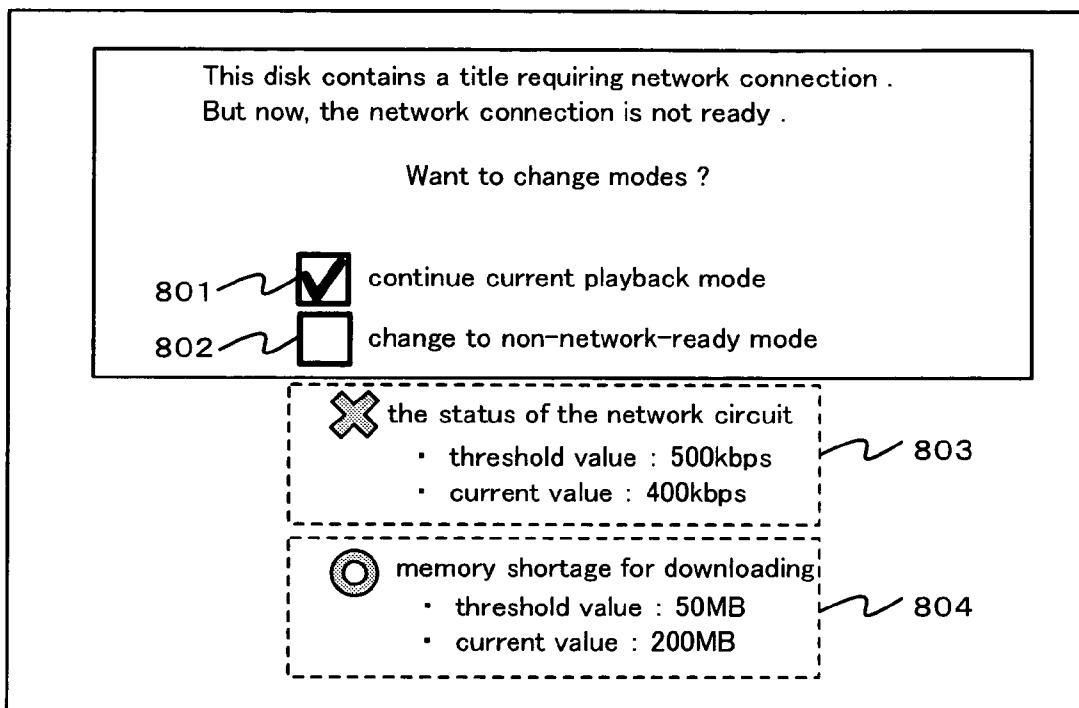 This disk contains a title requiring network connection .
But now, the network connection is not ready .
Want to change modes ?
801 continue current playback mode
802 change to non-network-ready mode
the status of the network circuit
・ threshold value : 500kbps
803
・ current value : 400kbps
memory shortage for downloading
・ threshold value : 50MB
804
・ current value : 200MB